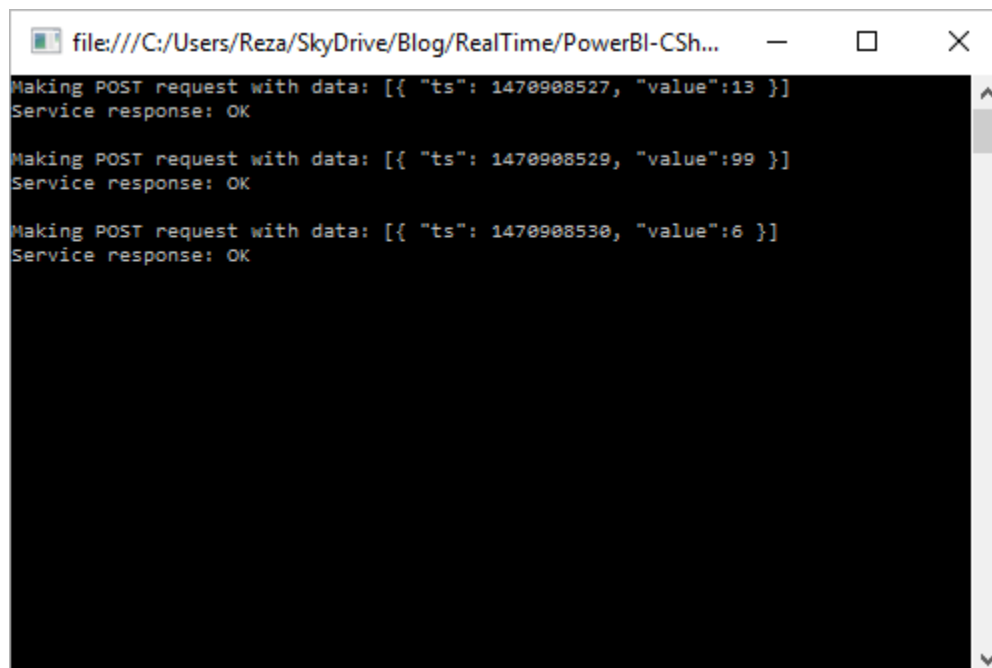 file:///C:/Users/Reza/SkyDrive/Blog/RealTime/PowerBI-CSh...
Making POST request with data: [{ "ts": 1470908527, "value":13 }]
Service response: OK
Making POST request with data: [{ "ts": 1470908529, "value":99 }]
Service response: OK
Making POST request with data: [{ "ts": 1470908530, "value":6 }]
Service response: OK